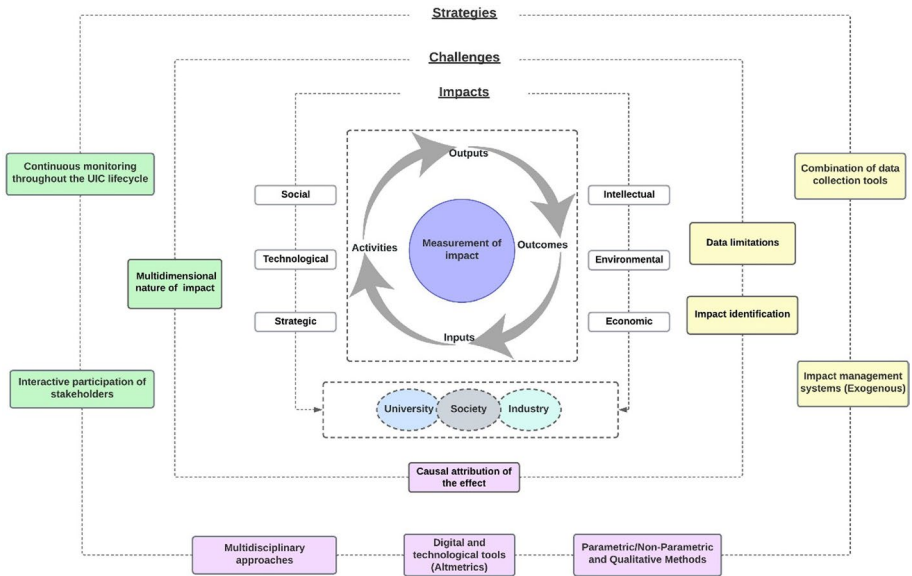 Strategies
Challenges
Impacts
Continuous monitoring
throughout the UIC lifecycle
Interactive participation of
stakeholders
Multidimensional
nature of impact
Social
Technological
Strategic
Outputs
Activities
Measurement of
impact
Outcomes
Inputs
Intellectual
Environmental
Economic
University
Society
Industry
Data limitations
Impact identification
Combination of data
collection tools
Impact management
systems (Exogenous)
Causal attribution of
the effect
Multidisciplinary
approaches
Digital and
technological tools
(Altmetrics)
Parametric/Non-Parametric
and Qualitative Methods